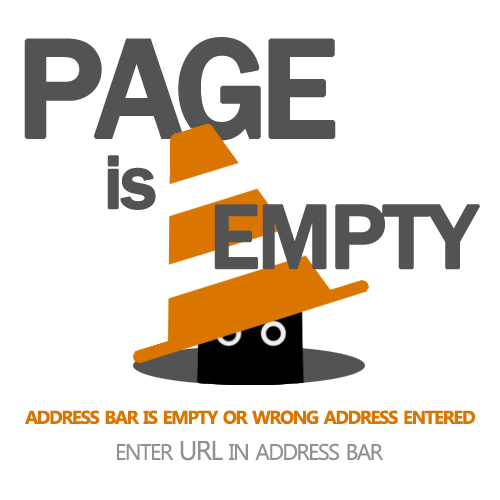 PAGE
is
EMPTY
ADDRESS BAR IS EMPTY OR WRONG ADDRESS ENTERED
ENTER URL IN ADDRESS BAR